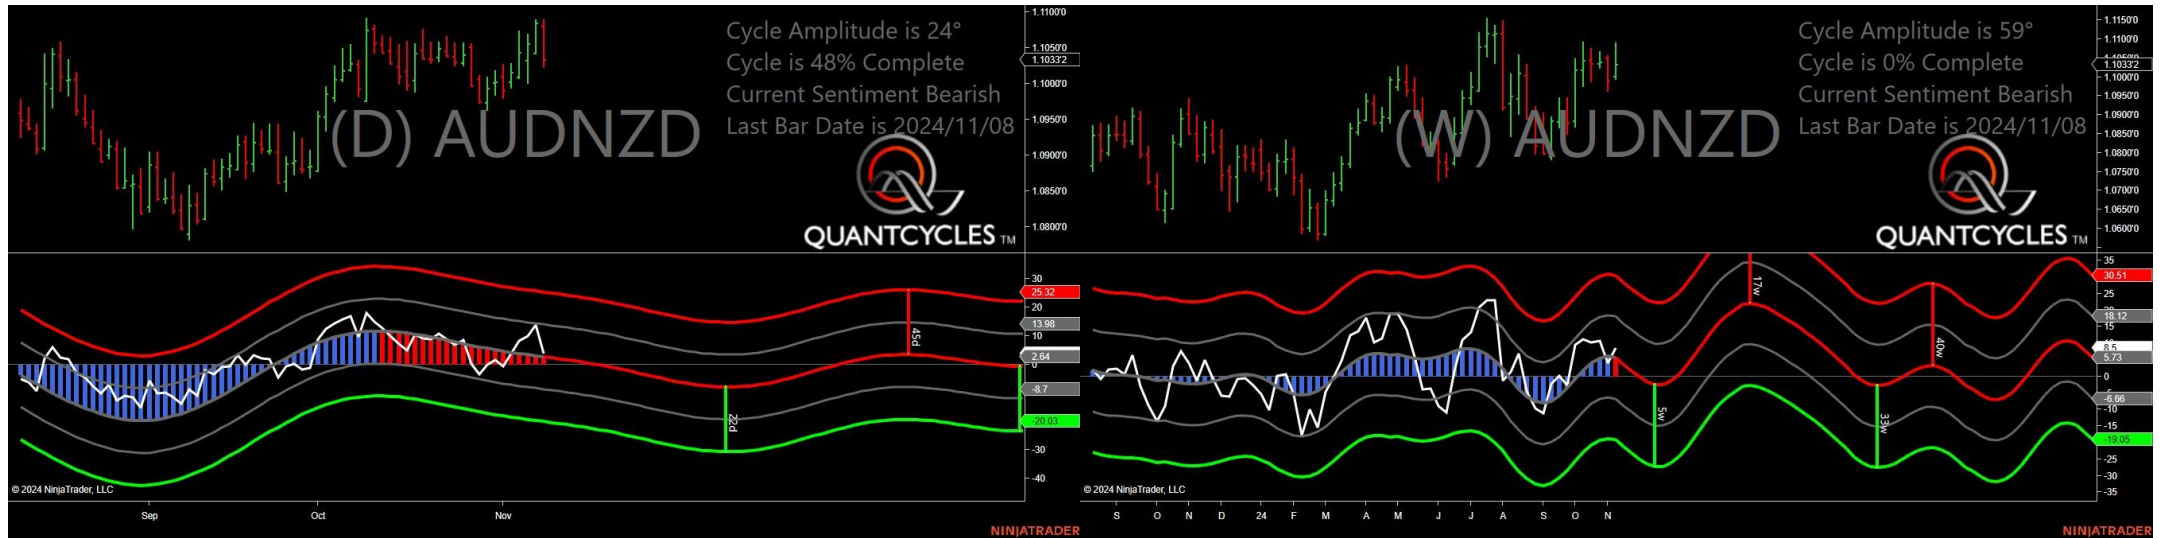 Cycle Amplitude is 24°
Cycle is 48% Complete
Current Sentiment Bearish
Last Bar Date is 2024/11/08
(D) AUDNZD
QUANTCYCLES TM
1.1100'0
1.1050'0
1.1033'2
1.1000'0
1.0950'0
1.0900'0
1.0850'0
1.0800'0
30
25.32
20
13.98
10
2.64
0
-8.7
-20.03
-30
-40
45d
22d
© 2024 NinjaTrader, LLC
Sep
Oct
Nov
NINJATRADER
Cycle Amplitude is 59°
Cycle is 0% Complete
Current Sentiment Bearish
Last Bar Date is 2024/11/08
(W) AUDNZD
QUANTCYCLES TM
1.1150'0
1.1100'0
1.1033'2
1.1000'0
1.0950'0
1.0900'0
1.0850'0
1.0800'0
1.0750'0
1.0700'0
1.0650'0
1.0600'0
35
30.51
25
18.12
15
8.5
5.73
0
-6.66
-10
-15
-19.05
-25
-30
-35
17w
40w
5w
33w
© 2024 NinjaTrader, LLC
S
O
N
D
24
F
M
A
M
J
J
A
S
O
N
NINJATRADER